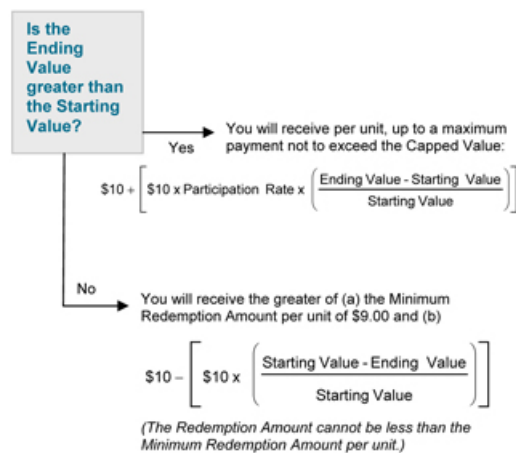 Is the
Ending
Value
greater than
the Starting
Value?
Yes
You will receive per unit, up to a maximum
payment not to exceed the Capped Value:
$10 + [ $10 x Participation Rate x ( Ending Value - Starting Value
Starting Value ) ]
No
You will receive the greater of (a) the Minimum
Redemption Amount per unit of $9.00 and (b)
$10 – [ $10 x ( Starting Value - Ending Value
Starting Value ) ]
(The Redemption Amount cannot be less than the
Minimum Redemption Amount per unit.)